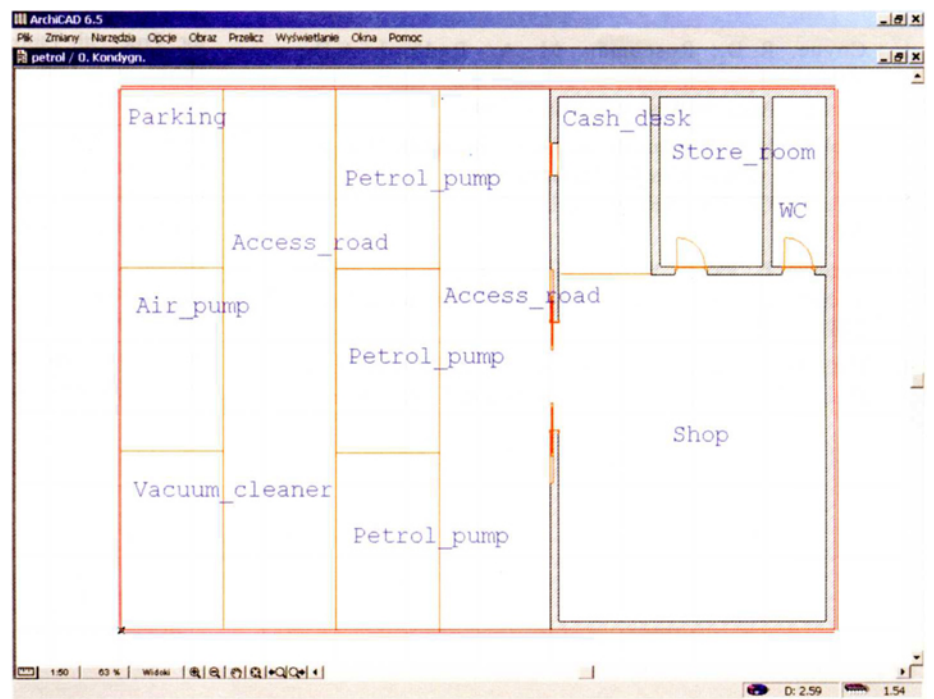 ArchiCAD 6.5
Plik Zmiany Narzędzia Opcje Obraz Przelicz Wyświetlanie Okna Pomoc
petrol / 0. Kondygn.
Parking
Cash_desk
Store_room
Petrol_pump
WC
Access_road
Access_road
Air_pump
Petrol_pump
Shop
Vacuum_cleaner
Petrol_pump
1:50 63 % Widoki
D: 2.59 1.54